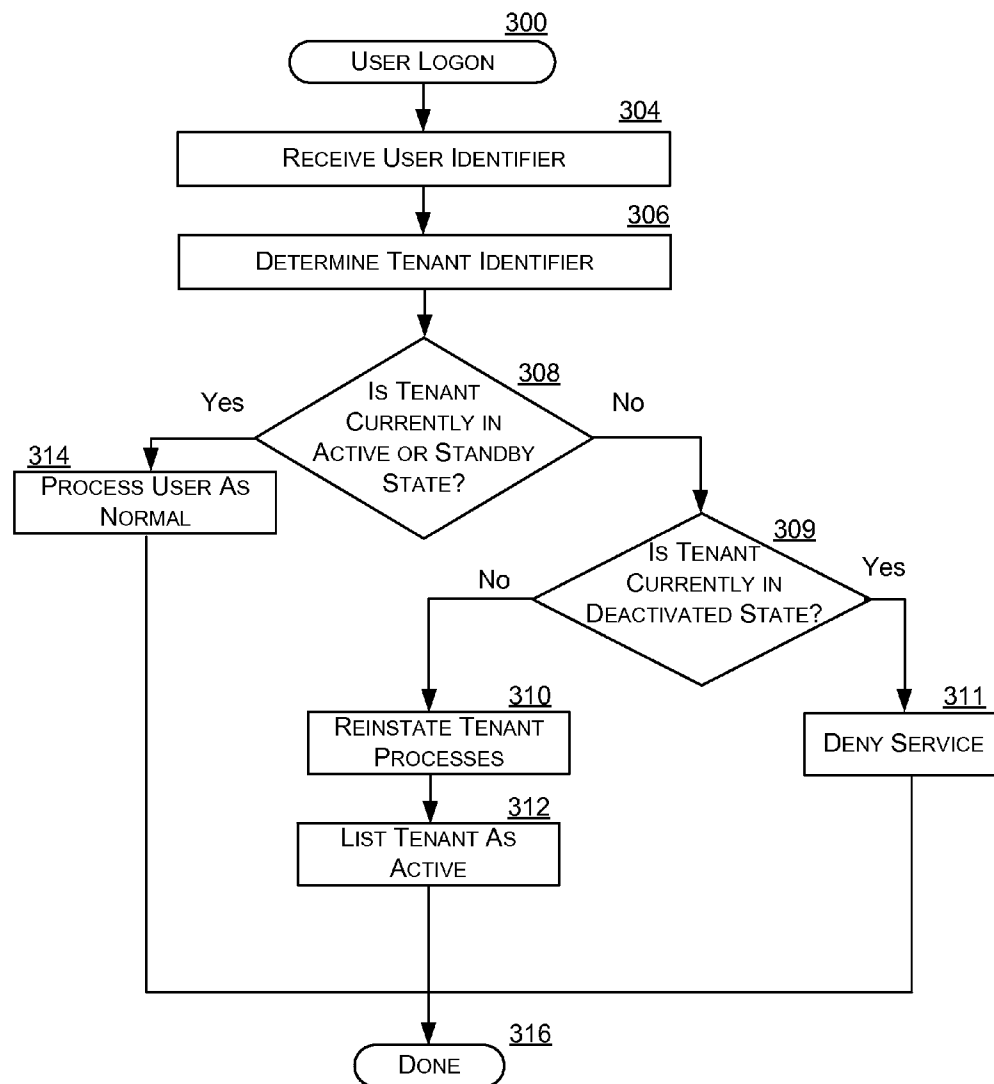 300
USER LOGON
304
RECEIVE USER IDENTIFIER
306
DETERMINE TENANT IDENTIFIER
308
IS TENANT
CURRENTLY IN
ACTIVE OR STANDBY
STATE?
Yes
No
314
PROCESS USER AS
NORMAL
309
IS TENANT
CURRENTLY IN
DEACTIVATED STATE?
No
Yes
310
REINSTATE TENANT
PROCESSES
311
DENY SERVICE
312
LIST TENANT AS
ACTIVE
316
DONE